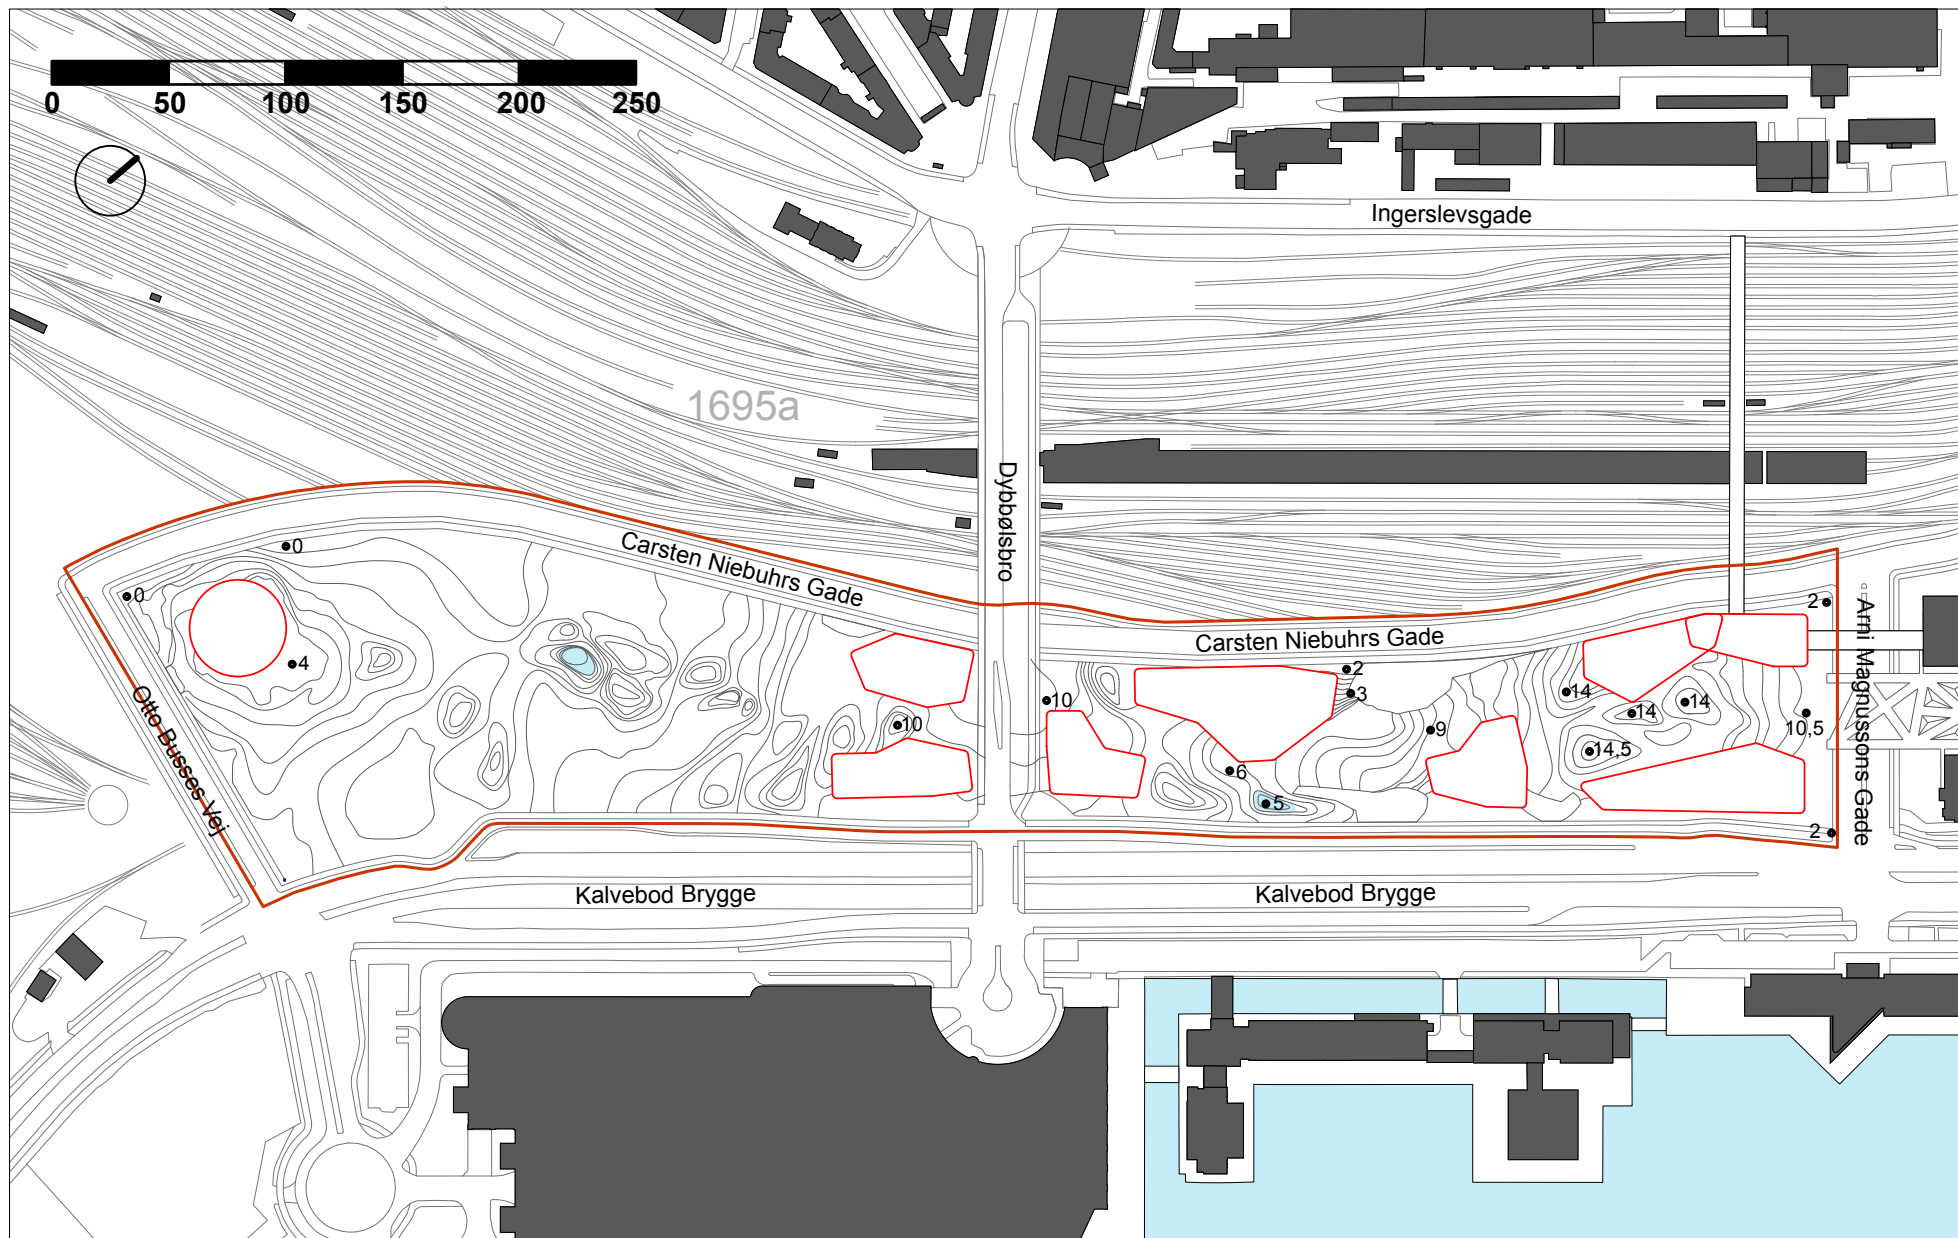 0 50 100 150 200 250
Ingerslevsgade
1695a
Dybbølsbro
Carsten Niebuhrs Gade
Carsten Niebuhrs Gade
Arni Magnussons Gade
Otto Busses Vej
0
0
4
10
10
2
3
9
6
5
14
14
14
14,5
10,5
2
2
Kalvebod Brygge
Kalvebod Brygge